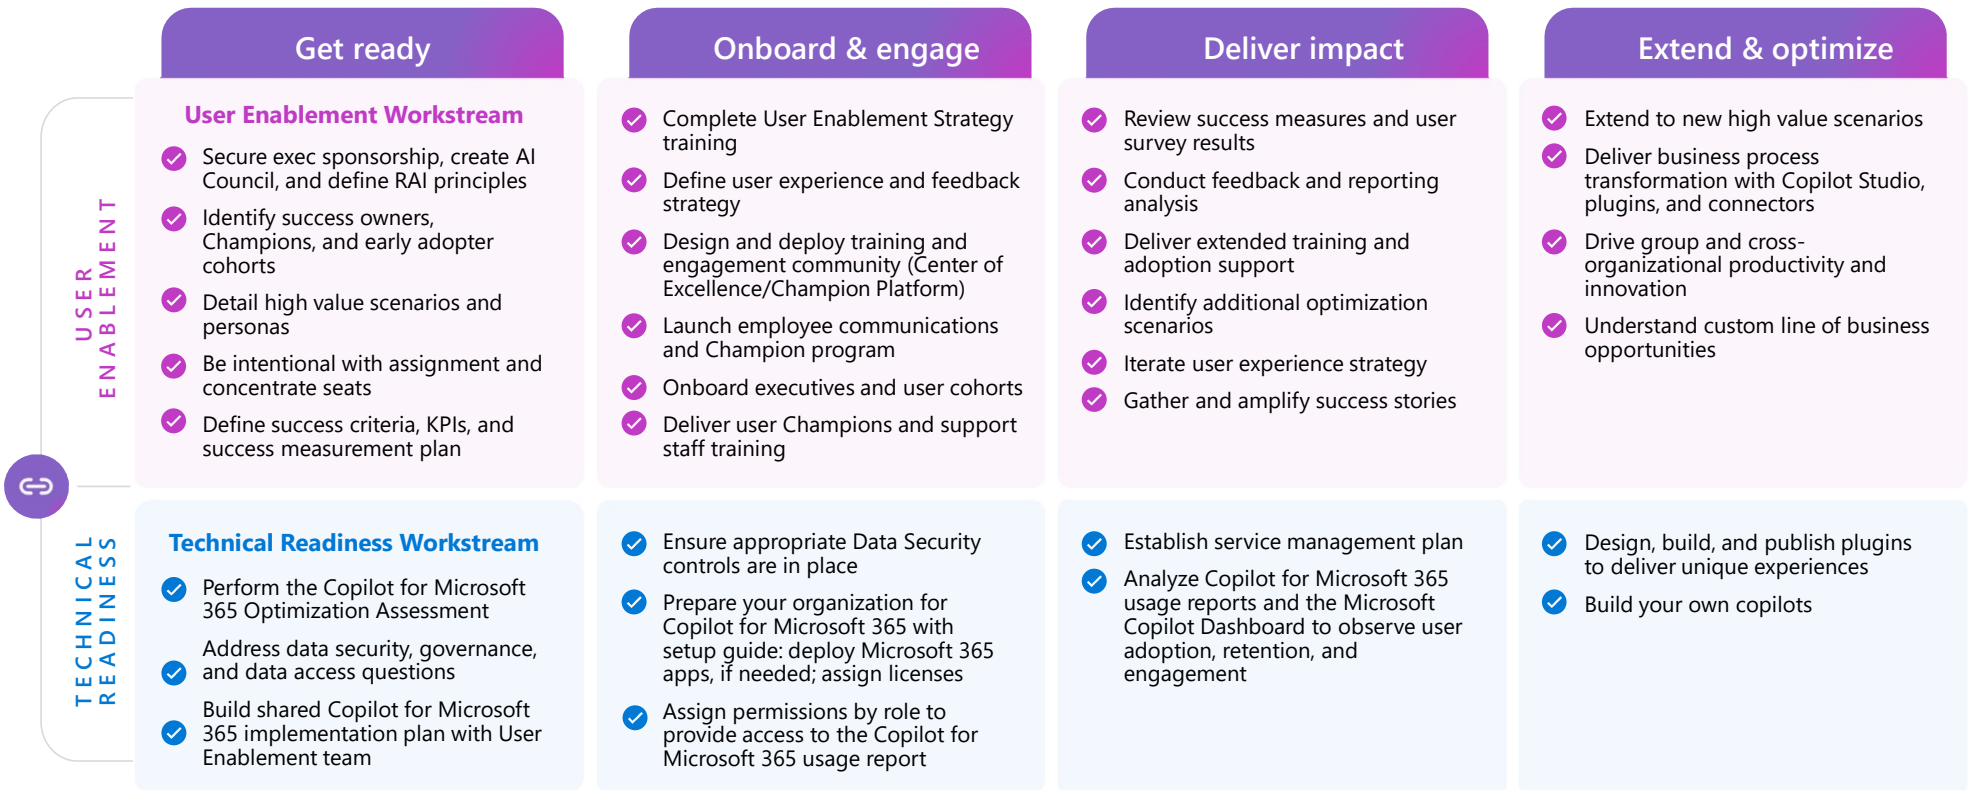 Get ready
Onboard & engage
Deliver impact
Extend & optimize
USER
ENABLEMENT
User Enablement Workstream
Secure exec sponsorship, create AI
Council, and define RAI principles
Identify success owners,
Champions, and early adopter
cohorts
Detail high value scenarios and
personas
Be intentional with assignment and
concentrate seats
Define success criteria, KPIs, and
success measurement plan
Complete User Enablement Strategy
training
Define user experience and feedback
strategy
Design and deploy training and
engagement community (Center of
Excellence/Champion Platform)
Launch employee communications
and Champion program
Onboard executives and user cohorts
Deliver user Champions and support
staff training
Review success measures and user
survey results
Conduct feedback and reporting
analysis
Deliver extended training and
adoption support
Identify additional optimization
scenarios
Iterate user experience strategy
Gather and amplify success stories
Extend to new high value scenarios
Deliver business process
transformation with Copilot Studio,
plugins, and connectors
Drive group and cross-
organizational productivity and
innovation
Understand custom line of business
opportunities
TECHNICAL
READINESS
Technical Readiness Workstream
Perform the Copilot for Microsoft
365 Optimization Assessment
Address data security, governance,
and data access questions
Build shared Copilot for Microsoft
365 implementation plan with User
Enablement team
Ensure appropriate Data Security
controls are in place
Prepare your organization for
Copilot for Microsoft 365 with
setup guide: deploy Microsoft 365
apps, if needed; assign licenses
Assign permissions by role to
provide access to the Copilot for
Microsoft 365 usage report
Establish service management plan
Analyze Copilot for Microsoft 365
usage reports and the Microsoft
Copilot Dashboard to observe user
adoption, retention, and
engagement
Design, build, and publish plugins
to deliver unique experiences
Build your own copilots